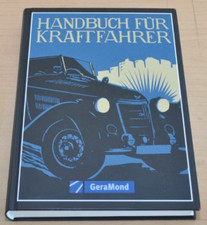 HANDBUCH FÜR
KRAFTFAHRER
GeraMond